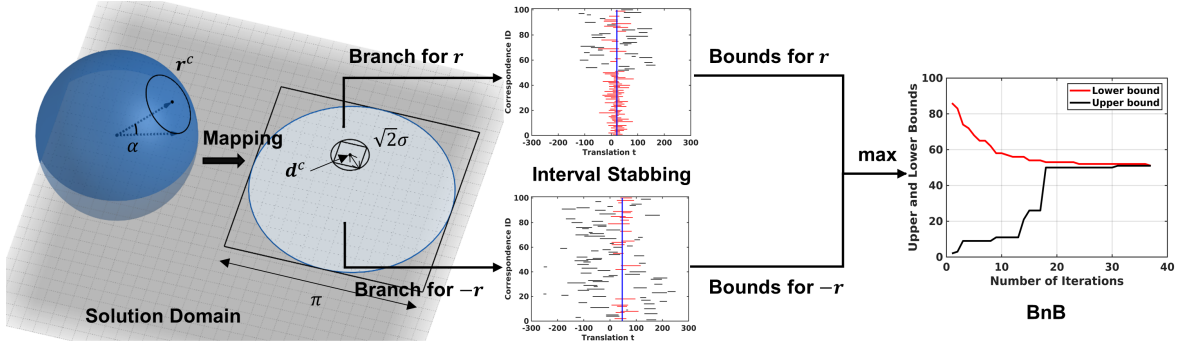 r^c
α
Mapping
d^c
√2σ
π
Solution Domain
Branch for r
Branch for −r
Correspondence ID
100
80
60
40
20
0
-300 -200 -100 0 100 200 300
Translation t
Interval Stabbing
Correspondence ID
100
80
60
40
20
0
-300 -200 -100 0 100 200 300
Translation t
Bounds for r
Bounds for −r
max
Upper and Lower Bounds
100
80
60
40
20
0
Lower bound
Upper bound
0 10 20 30 40
Number of Iterations
BnB